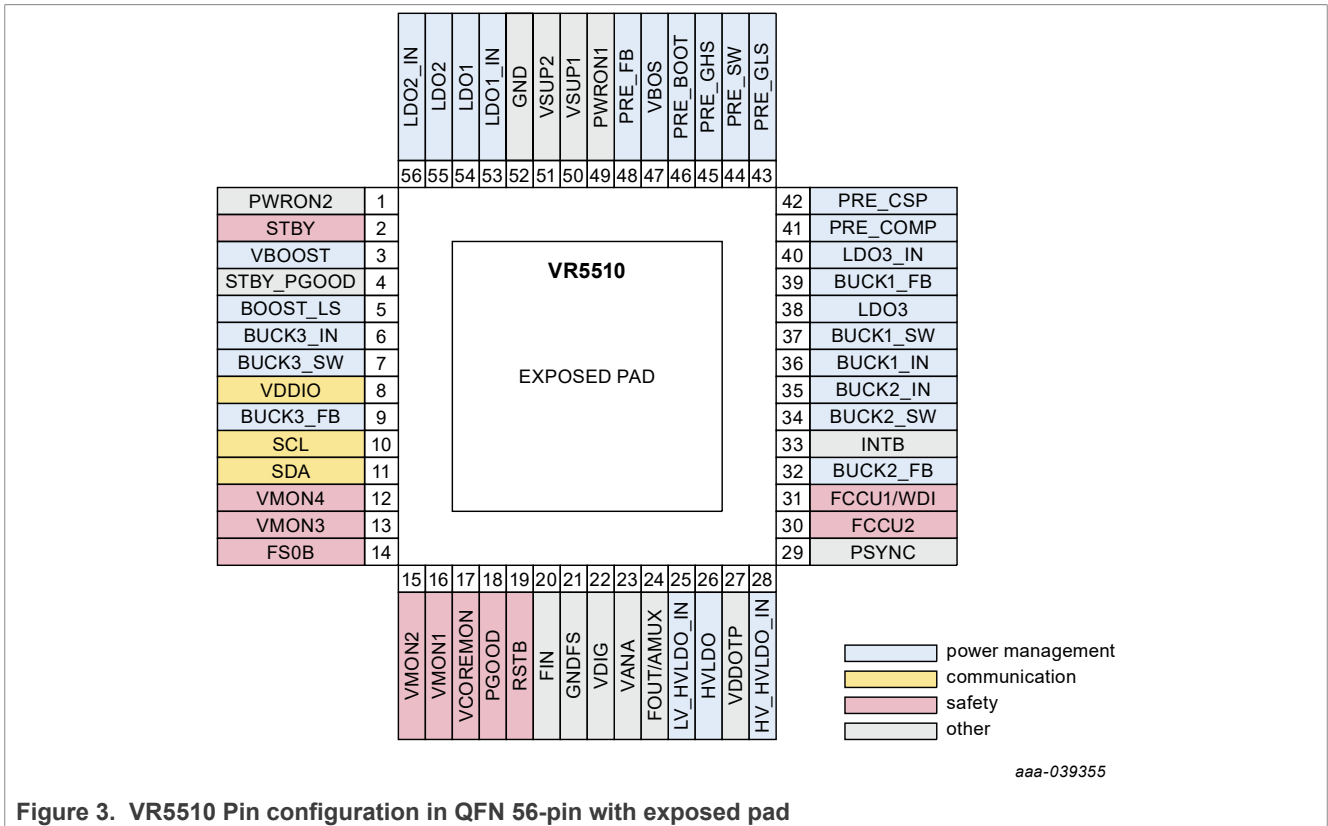 LDO2_IN
LDO2
LDO1
LDO1_IN
GND
VSUP2
VSUP1
PWRON1
PRE_FB
VBOS
PRE_BOOT
PRE_GHS
PRE_SW
PRE_GLS
56 55 54 53 52 51 50 49 48 47 46 45 44 43
PWRON2 1
STBY 2
VBOOST 3
STBY_PGOOD 4
BOOST_LS 5
BUCK3_IN 6
BUCK3_SW 7
VDDIO 8
BUCK3_FB 9
SCL 10
SDA 11
VMON4 12
VMON3 13
FS0B 14
VR5510
EXPOSED PAD
42 PRE_CSP
41 PRE_COMP
40 LDO3_IN
39 BUCK1_FB
38 LDO3
37 BUCK1_SW
36 BUCK1_IN
35 BUCK2_IN
34 BUCK2_SW
33 INTB
32 BUCK2_FB
31 FCCU1/WDI
30 FCCU2
29 PSYNC
15 16 17 18 19 20 21 22 23 24 25 26 27 28
VMON2
VMON1
VCOREMON
PGOOD
RSTB
FIN
GNDFS
VDIG
VANA
FOUT/AMUX
LV_HVLDO_IN
HVLDO
VDDOTP
HV_HVLDO_IN
power management
communication
safety
other
aaa-039355
Figure 3. VR5510 Pin configuration in QFN 56-pin with exposed pad